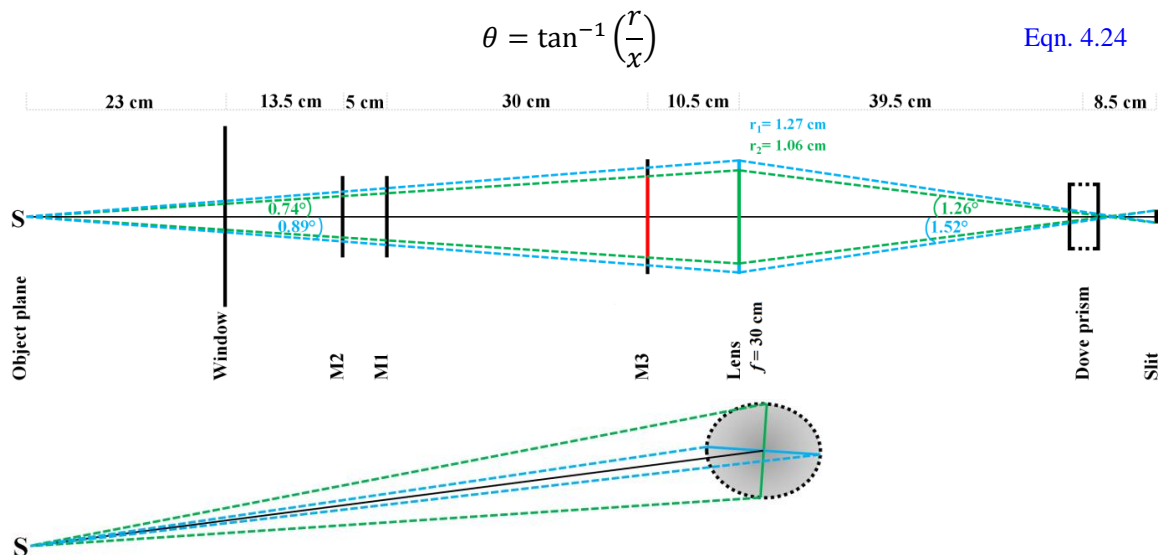 θ = tan⁻¹(r/x) Eqn. 4.24
23 cm 13.5 cm 5 cm 30 cm 10.5 cm 39.5 cm 8.5 cm
r₁= 1.27 cm
r₂= 1.06 cm
S
0.74°
0.89°
1.26°
1.52°
Object plane
Window
M2
M1
M3
Lens
f = 30 cm
Dove prism
Slit
S